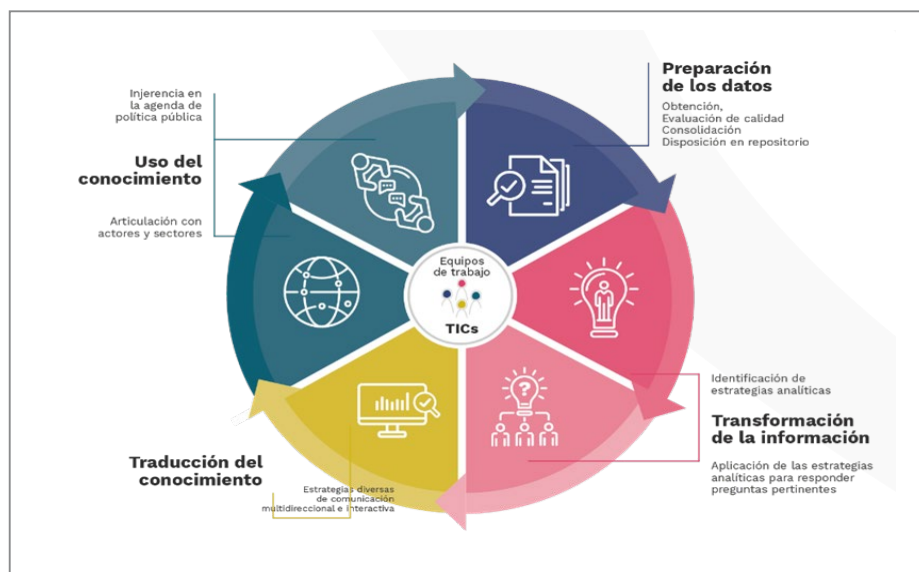 Preparación
de los datos
Obtención,
Evaluación de calidad
Consolidación
Disposición en repositorio
Identificación de
estrategias analíticas
Transformación
de la información
Aplicación de las estrategias
analíticas para responder
preguntas pertinentes
Traducción del
conocimiento
Estrategias diversas
de comunicación
multidireccional e interactiva
Uso del
conocimiento
Articulación con
actores y sectores
Injerencia en
la agenda de
política pública
Equipos
de trabajo
TICs
?